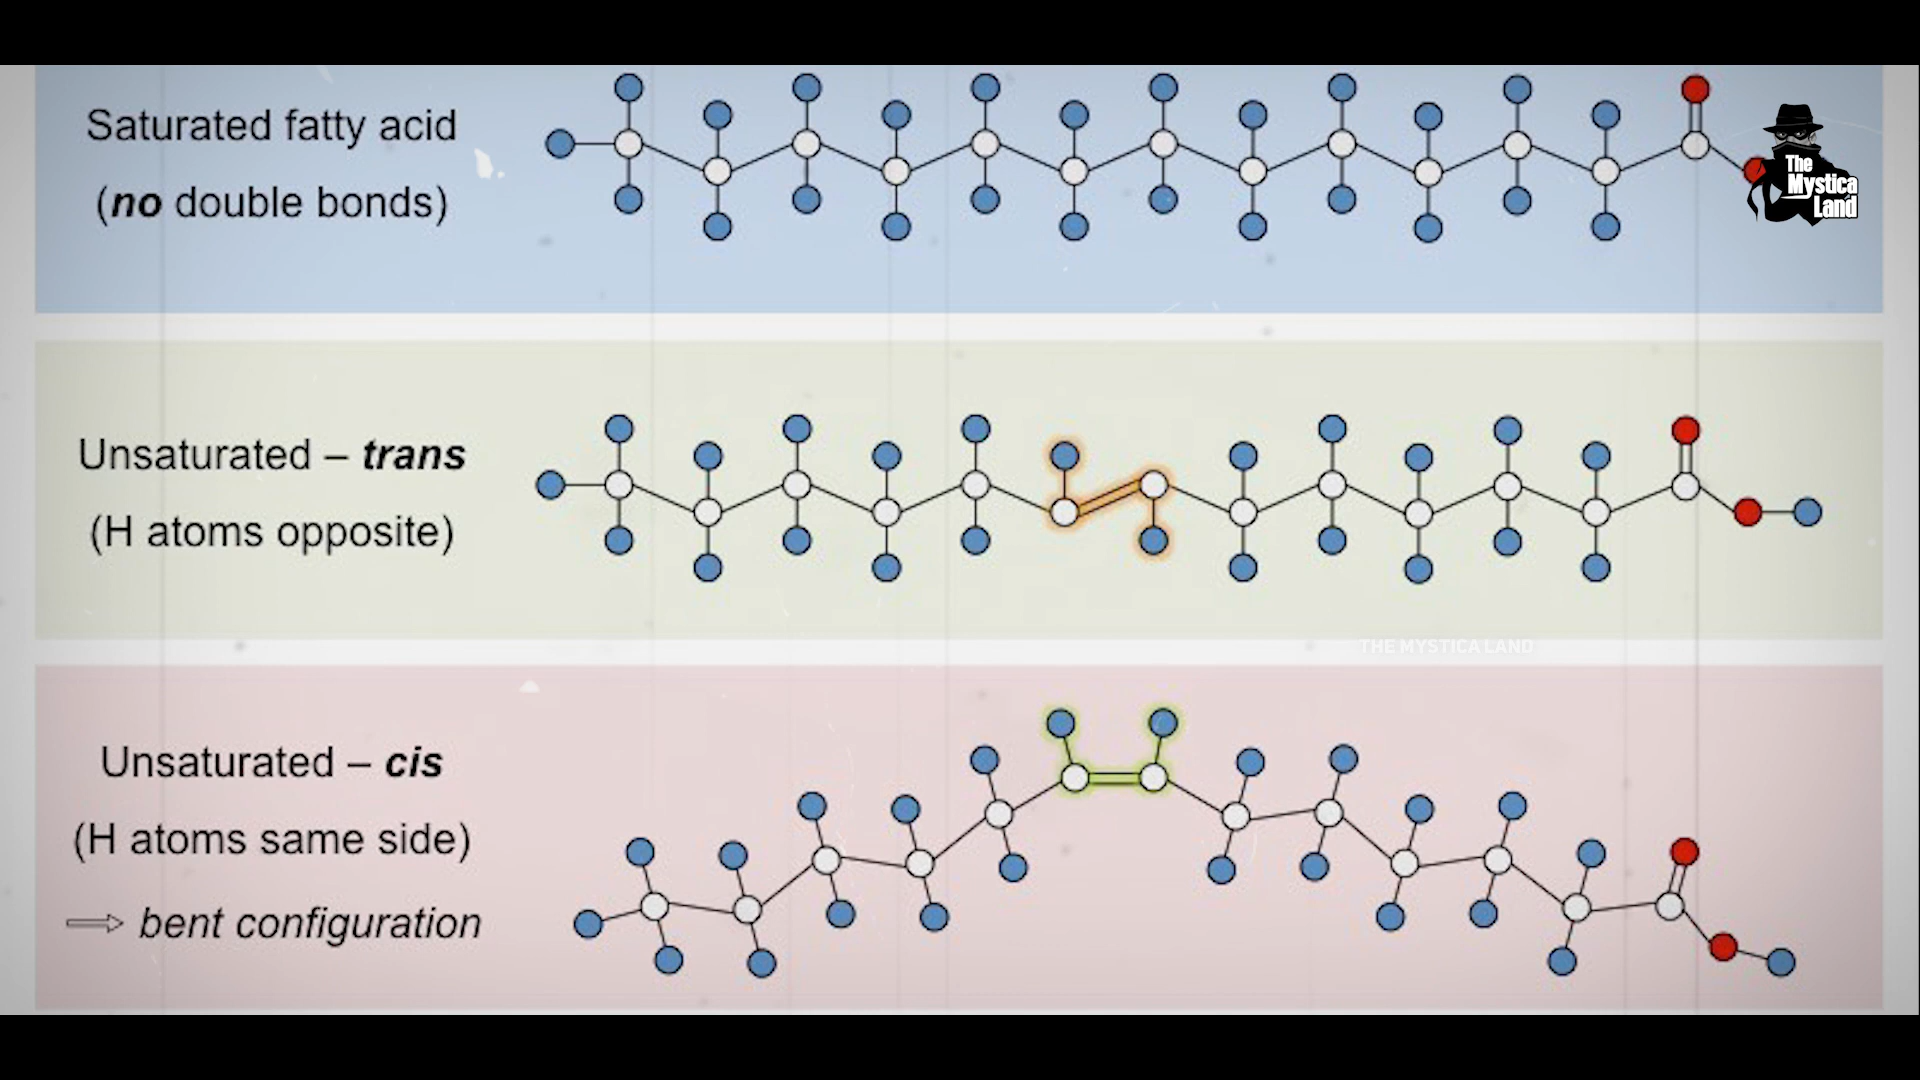 Saturated fatty acid
(no double bonds)
The
Mystica
Land
Unsaturated – trans
(H atoms opposite)
THE MYSTICA LAND
Unsaturated – cis
(H atoms same side)
⇒ bent configuration